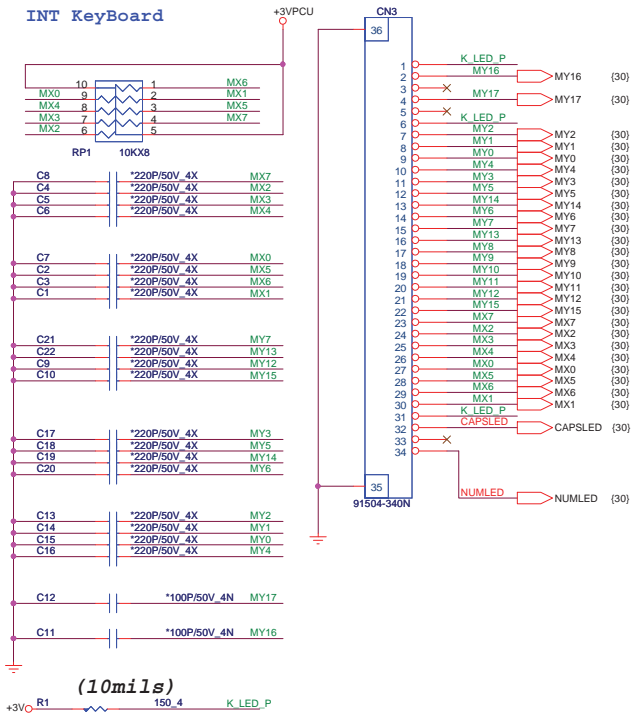 INT KeyBoard
+3VPCU
10 1 MX6
MX0 9 2 MX1
MX4 8 3 MX5
MX3 7 4 MX7
MX2 6 5
RP1 10KX8
C8 *220P/50V_4X MX7
C4 *220P/50V_4X MX2
C5 *220P/50V_4X MX3
C6 *220P/50V_4X MX4
C7 *220P/50V_4X MX0
C2 *220P/50V_4X MX5
C3 *220P/50V_4X MX6
C1 *220P/50V_4X MX1
C21 *220P/50V_4X MY7
C22 *220P/50V_4X MY13
C9 *220P/50V_4X MY12
C10 *220P/50V_4X MY15
C17 *220P/50V_4X MY3
C18 *220P/50V_4X MY5
C19 *220P/50V_4X MY14
C20 *220P/50V_4X MY6
C13 *220P/50V_4X MY2
C14 *220P/50V_4X MY1
C15 *220P/50V_4X MY0
C16 *220P/50V_4X MY4
C12 *100P/50V_4N MY17
C11 *100P/50V_4N MY16
(10mils)
+3V R1 150_4 K_LED_P
CN3
36
1 K_LED_P
2 MY16 MY16 {30}
3
4 MY17 MY17 {30}
5
6 K_LED_P
7 MY2 MY2 {30}
8 MY1 MY1 {30}
9 MY0 MY0 {30}
10 MY4 MY4 {30}
11 MY3 MY3 {30}
12 MY5 MY5 {30}
13 MY14 MY14 {30}
14 MY6 MY6 {30}
15 MY7 MY7 {30}
16 MY13 MY13 {30}
17 MY8 MY8 {30}
18 MY9 MY9 {30}
19 MY10 MY10 {30}
20 MY11 MY11 {30}
21 MY12 MY12 {30}
22 MY15 MY15 {30}
23 MX7 MX7 {30}
24 MX2 MX2 {30}
25 MX3 MX3 {30}
26 MX4 MX4 {30}
27 MX0 MX0 {30}
28 MX5 MX5 {30}
29 MX6 MX6 {30}
30 MX1 MX1 {30}
31 K_LED_P
32 CAPSLED CAPSLED {30}
33
34
35 NUMLED NUMLED {30}
91504-340N